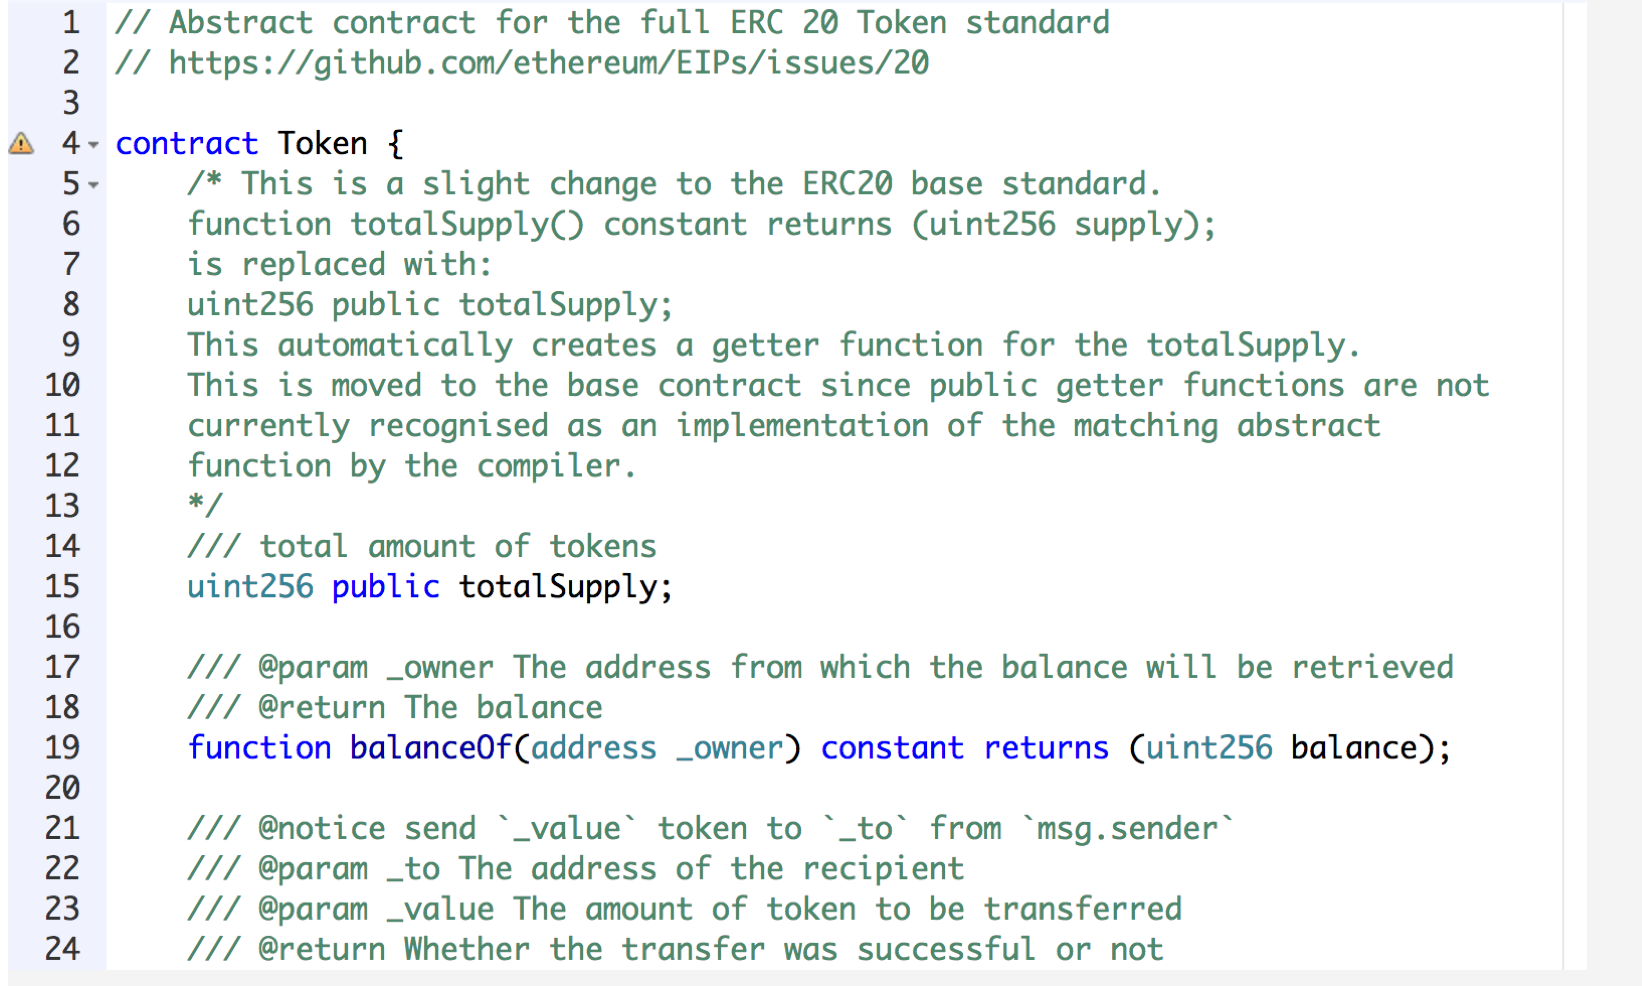 1 // Abstract contract for the full ERC 20 Token standard
2 // https://github.com/ethereum/EIPs/issues/20
3
4 contract Token {
5 /* This is a slight change to the ERC20 base standard.
6 function totalSupply() constant returns (uint256 supply);
7 is replaced with:
8 uint256 public totalSupply;
9 This automatically creates a getter function for the totalSupply.
10 This is moved to the base contract since public getter functions are not
11 currently recognised as an implementation of the matching abstract
12 function by the compiler.
13 */
14 /// total amount of tokens
15 uint256 public totalSupply;
16
17 /// @param _owner The address from which the balance will be retrieved
18 /// @return The balance
19 function balanceOf(address _owner) constant returns (uint256 balance);
20
21 /// @notice send `_value` token to `_to` from `msg.sender`
22 /// @param _to The address of the recipient
23 /// @param _value The amount of token to be transferred
24 /// @return Whether the transfer was successful or not